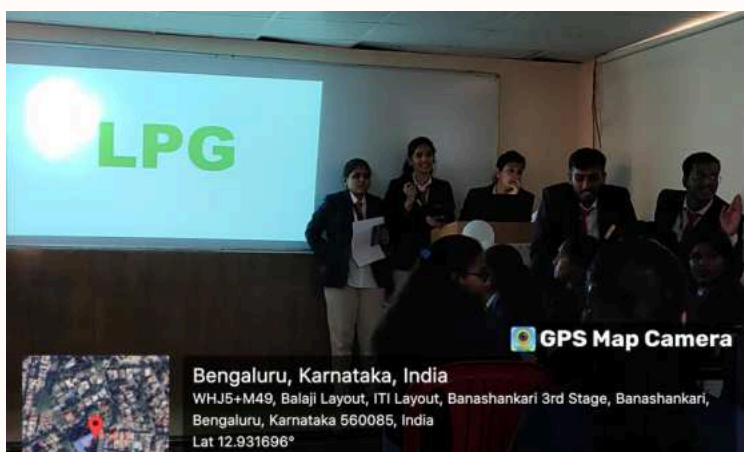 LPG
GPS Map Camera
Bengaluru, Karnataka, India
WHJ5+M49, Balaji Layout, ITI Layout, Banashankari 3rd Stage, Banashankari,
Bengaluru, Karnataka 560085, India
Lat 12.931696°